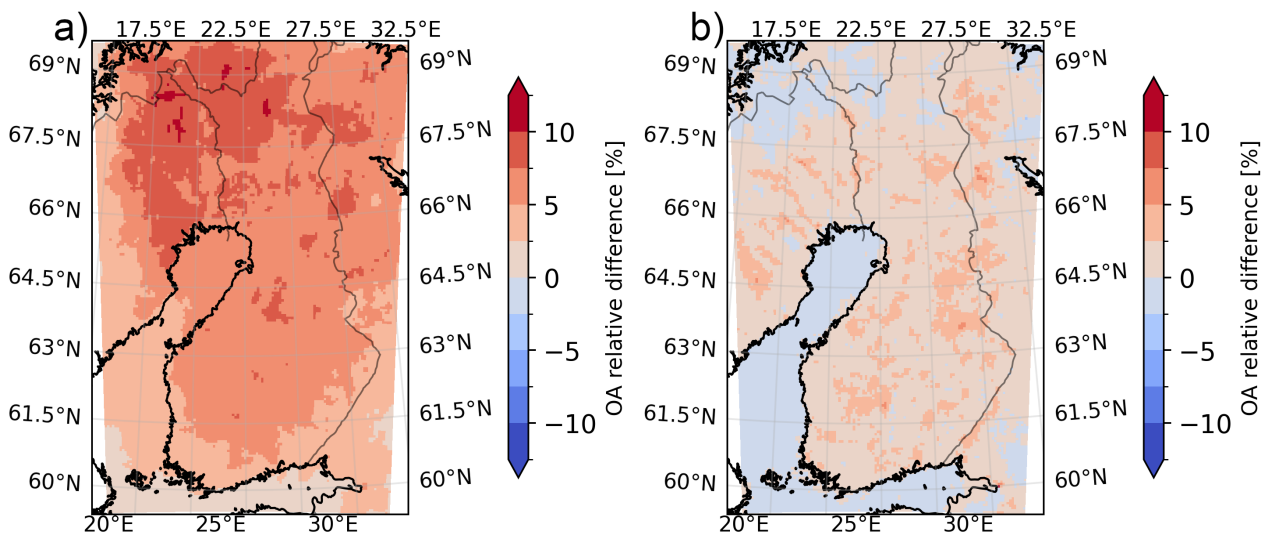 a)
17.5°E 22.5°E 27.5°E 32.5°E
69°N 69°N
67.5°N 67.5°N
66°N 66°N
64.5°N 64.5°N
63°N 63°N
61.5°N 61.5°N
60°N 60°N
20°E 25°E 30°E
10
5
0
−5
−10
OA relative difference [%]
b)
17.5°E 22.5°E 27.5°E 32.5°E
69°N 69°N
67.5°N 67.5°N
66°N 66°N
64.5°N 64.5°N
63°N 63°N
61.5°N 61.5°N
60°N 60°N
20°E 25°E 30°E
10
5
0
−5
−10
OA relative difference [%]